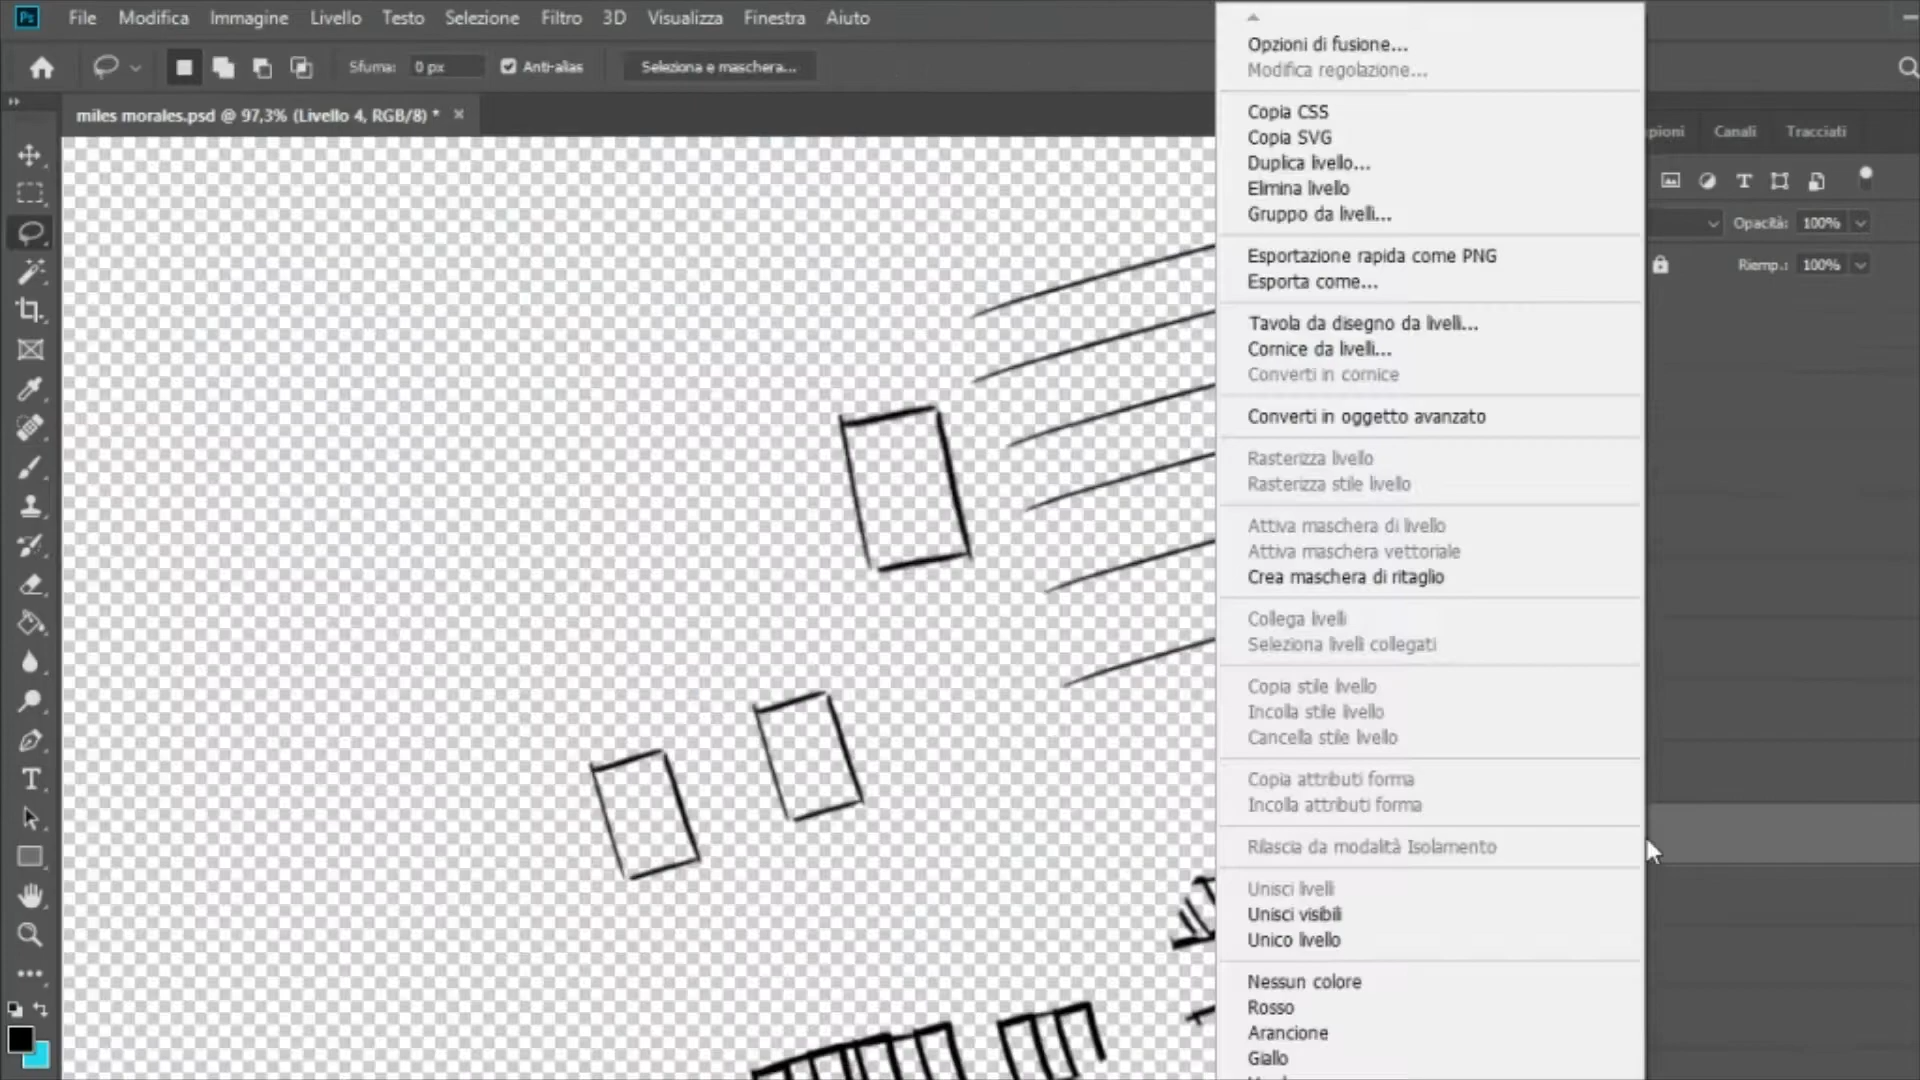 Ps
File Modifica Immagine Livello Testo Selezione Filtro 3D Visualizza Finestra Aiuto
Sfuma: 0 px Anti-alias Seleziona e maschera...
miles morales.psd @ 97,3% (Livello 4, RGB/8) *
Opzioni di fusione...
Modifica regolazione...
Copia CSS
Copia SVG
Duplica livello...
Elimina livello
Gruppo da livelli...
Esportazione rapida come PNG
Esporta come...
Tavola da disegno da livelli...
Cornice da livelli...
Converti in cornice
Converti in oggetto avanzato
Rasterizza livello
Rasterizza stile livello
Attiva maschera di livello
Attiva maschera vettoriale
Crea maschera di ritaglio
Collega livelli
Seleziona livelli collegati
Copia stile livello
Incolla stile livello
Cancella stile livello
Copia attributi forma
Incolla attributi forma
Rilascia da modalità Isolamento
Unisci livelli
Unisci visibili
Unico livello
Nessun colore
Rosso
Arancione
Giallo
pioni Canali Tracciati
Opacità: 100%
Riemp.: 100%